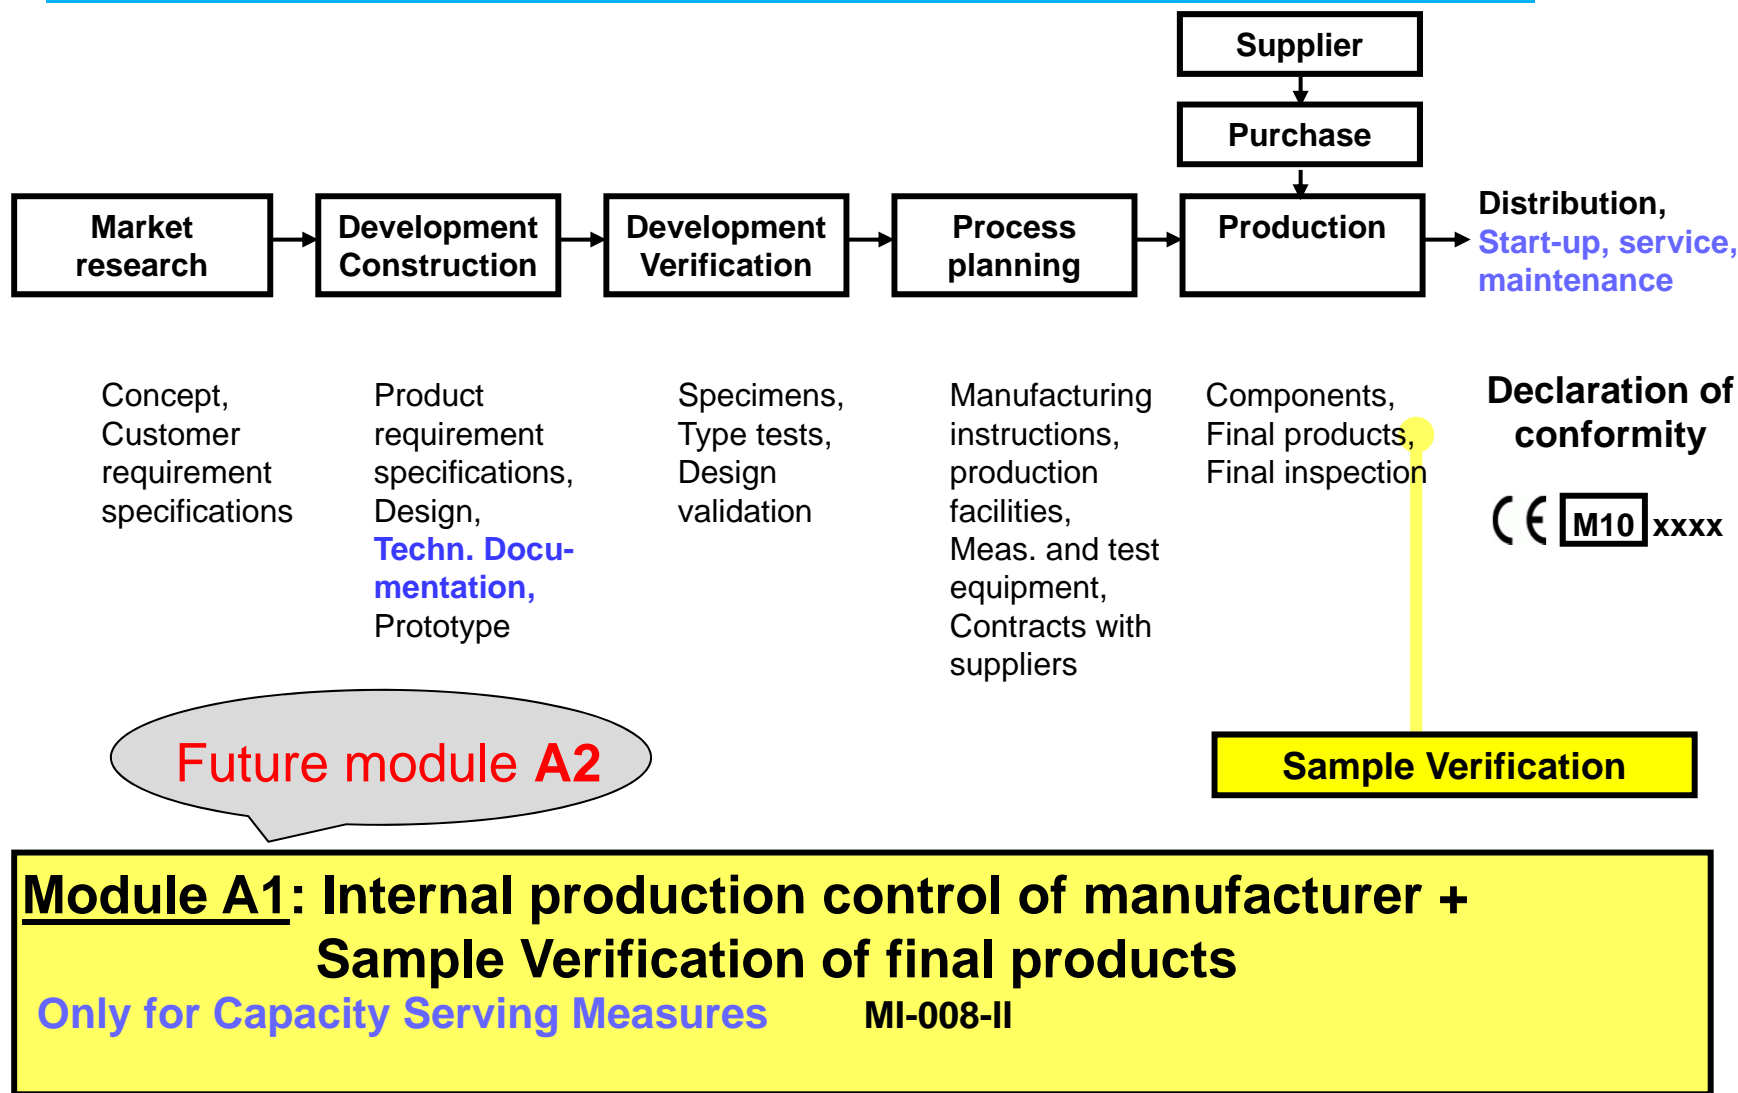 Supplier
Purchase
Market
research
Development
Construction
Development
Verification
Process
planning
Production
Distribution,
Start-up, service,
maintenance
Concept,
Customer
requirement
specifications
Product
requirement
specifications,
Design,
Techn. Docu-
mentation,
Prototype
Specimens,
Type tests,
Design
validation
Manufacturing
instructions,
production
facilities,
Meas. and test
equipment,
Contracts with
suppliers
Components,
Final products,
Final inspection
Declaration of
conformity
CE M10 xxxx
Future module A2
Sample Verification
Module A1: Internal production control of manufacturer +
Sample Verification of final products
Only for Capacity Serving Measures MI-008-II